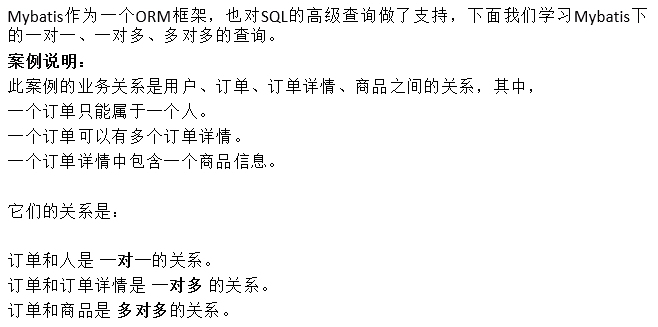 Mybatis作为一个ORM框架，也对SQL的高级查询做了支持，下面我们学习Mybatis下
的一对一、一对多、多对多的查询。
案例说明：
此案例的业务关系是用户、订单、订单详情、商品之间的关系，其中，
一个订单只能属于一个人。
一个订单可以有多个订单详情。
一个订单详情中包含一个商品信息。
它们的关系是：
订单和人是 一对一的关系。
订单和订单详情是 一对多 的关系。
订单和商品是 多对多的关系。